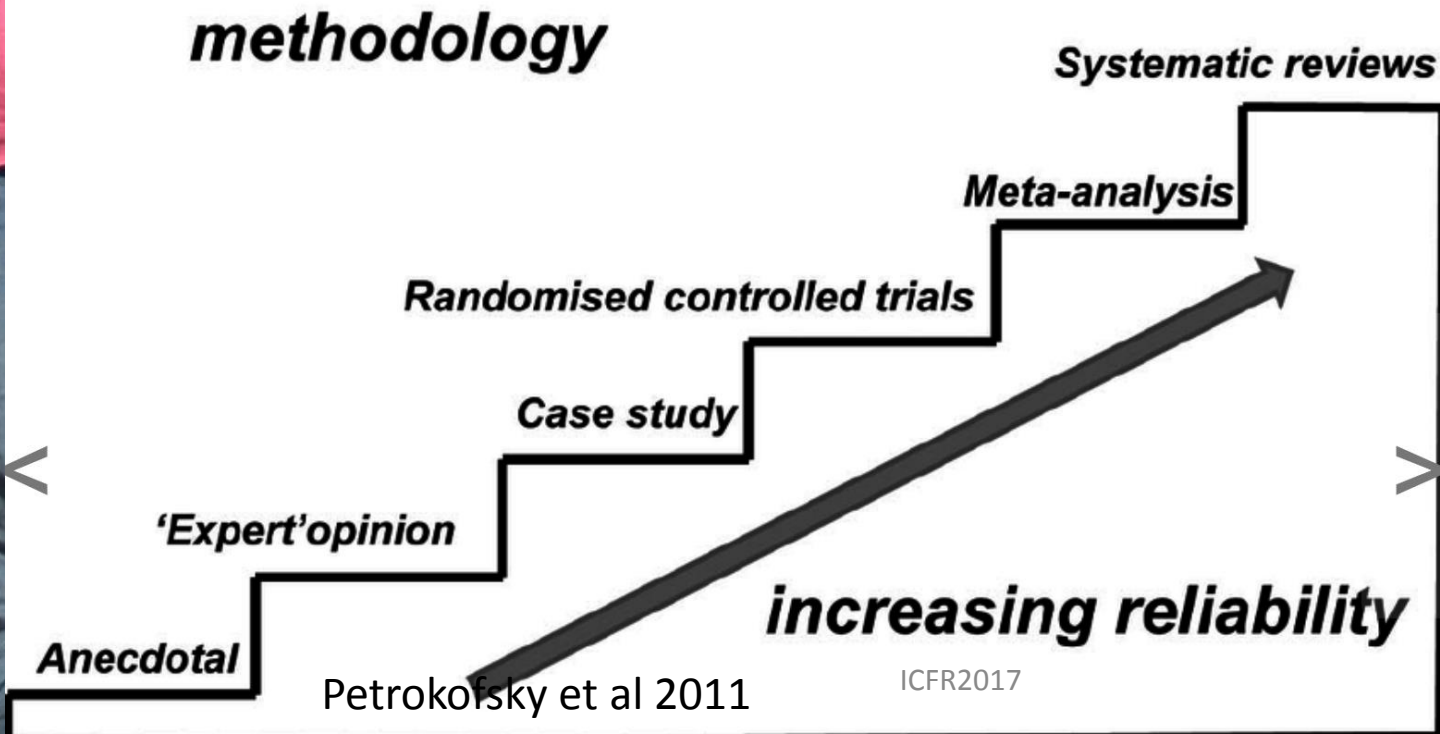 methodology
Systematic reviews
Meta-analysis
Randomised controlled trials
Case study
<
>
‘Expert’opinion
increasing reliability
Anecdotal
Petrokofsky et al 2011
ICFR2017